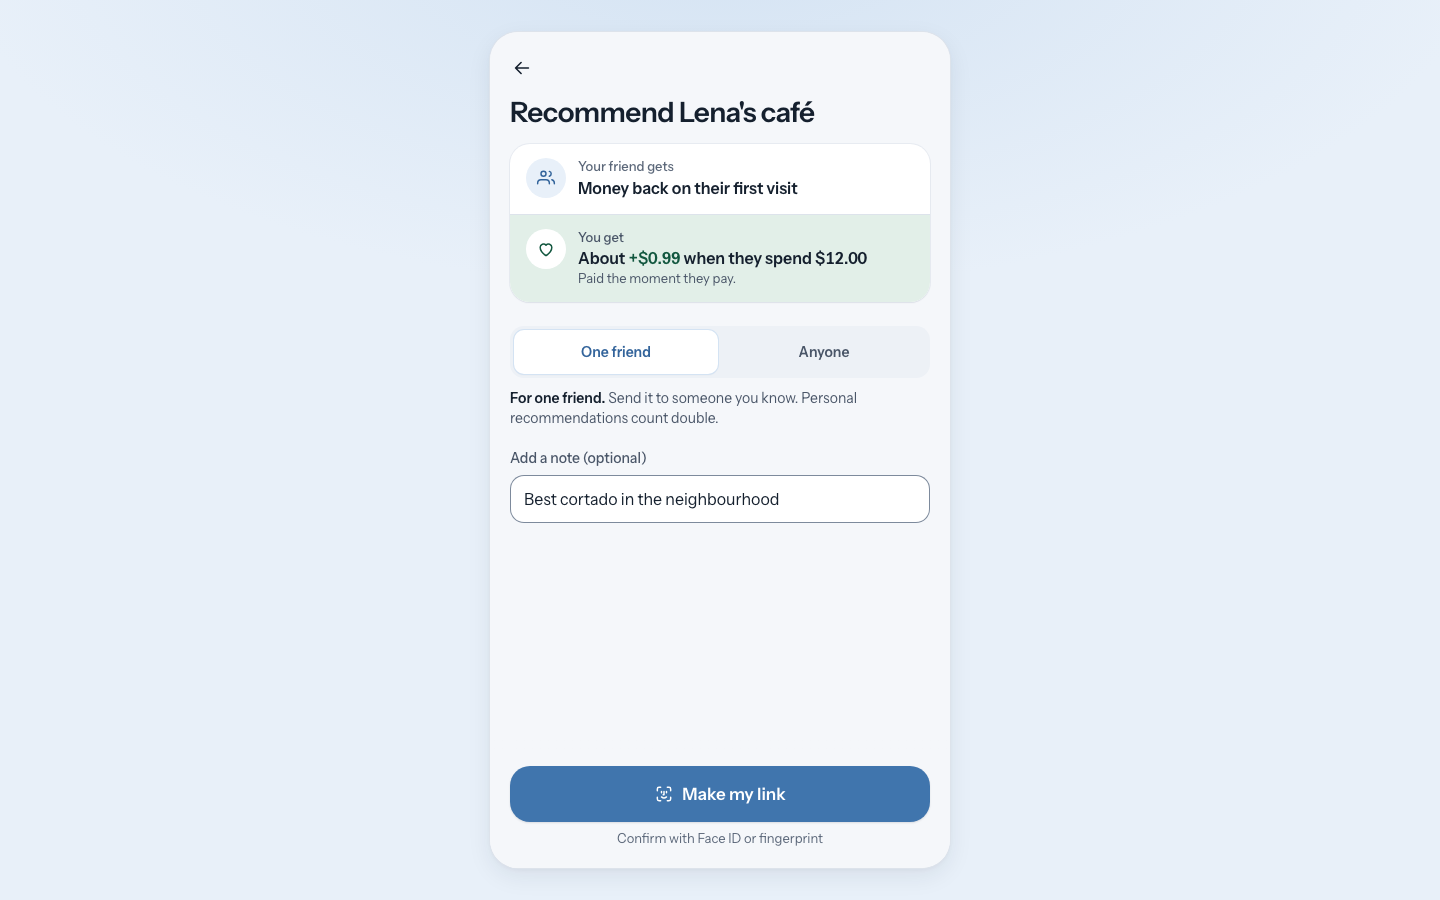 Recommend Lena's café
Your friend gets
Money back on their first visit
You get
About +$0.99 when they spend $12.00
Paid the moment they pay.
One friend
Anyone
For one friend. Send it to someone you know. Personal
recommendations count double.
Add a note (optional)
Best cortado in the neighbourhood
Make my link
Confirm with Face ID or fingerprint